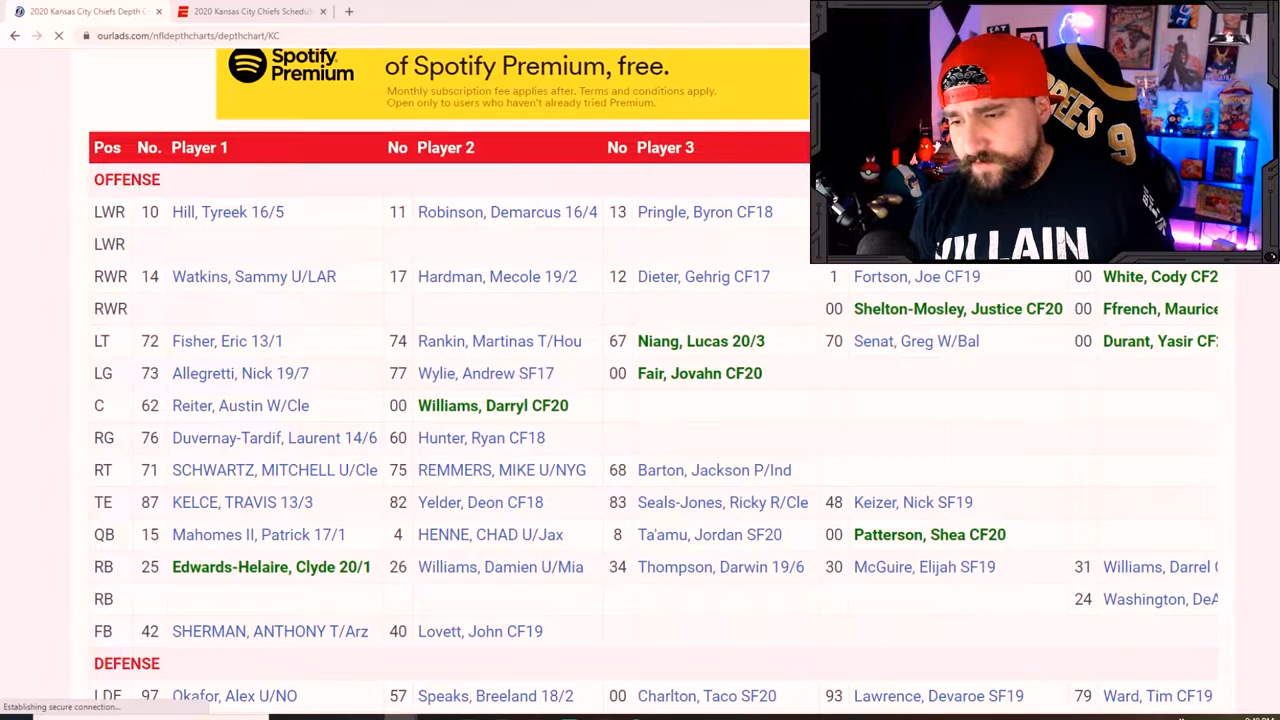 2020 Kansas City Chiefs Depth C
2020 Kansas City Chiefs Schedul
ourlads.com/nfldepthcharts/depthchart/KC
Spotify Premium
of Spotify Premium, free.
Monthly subscription fee applies after. Terms and conditions apply.
Open only to users who haven't already tried Premium.
Pos No. Player 1 No Player 2 No Player 3
OFFENSE
LWR 10 Hill, Tyreek 16/5 11 Robinson, Demarcus 16/4 13 Pringle, Byron CF18
LWR
RWR 14 Watkins, Sammy U/LAR 17 Hardman, Mecole 19/2 12 Dieter, Gehrig CF17 1 Fortson, Joe CF19 00 White, Cody CF2
RWR 00 Shelton-Mosley, Justice CF20 00 Ffrench, Maurice
LT 72 Fisher, Eric 13/1 74 Rankin, Martinas T/Hou 67 Niang, Lucas 20/3 70 Senat, Greg W/Bal 00 Durant, Yasir CF
LG 73 Allegretti, Nick 19/7 77 Wylie, Andrew SF17 00 Fair, Jovahn CF20
C 62 Reiter, Austin W/Cle 00 Williams, Darryl CF20
RG 76 Duvernay-Tardif, Laurent 14/6 60 Hunter, Ryan CF18
RT 71 SCHWARTZ, MITCHELL U/Cle 75 REMMERS, MIKE U/NYG 68 Barton, Jackson P/Ind
TE 87 KELCE, TRAVIS 13/3 82 Yelder, Deon CF18 83 Seals-Jones, Ricky R/Cle 48 Keizer, Nick SF19
QB 15 Mahomes II, Patrick 17/1 4 HENNE, CHAD U/Jax 8 Ta'amu, Jordan SF20 00 Patterson, Shea CF20
RB 25 Edwards-Helaire, Clyde 20/1 26 Williams, Damien U/Mia 34 Thompson, Darwin 19/6 30 McGuire, Elijah SF19 31 Williams, Darrel
RB 24 Washington, DeA
FB 42 SHERMAN, ANTHONY T/Arz 40 Lovett, John CF19
DEFENSE
LDE 97 Okafor, Alex U/NO 57 Speaks, Breeland 18/2 00 Charlton, Taco SF20 93 Lawrence, Devaroe SF19 79 Ward, Tim CF19
Establishing secure connection...
VILLAIN
REES 9